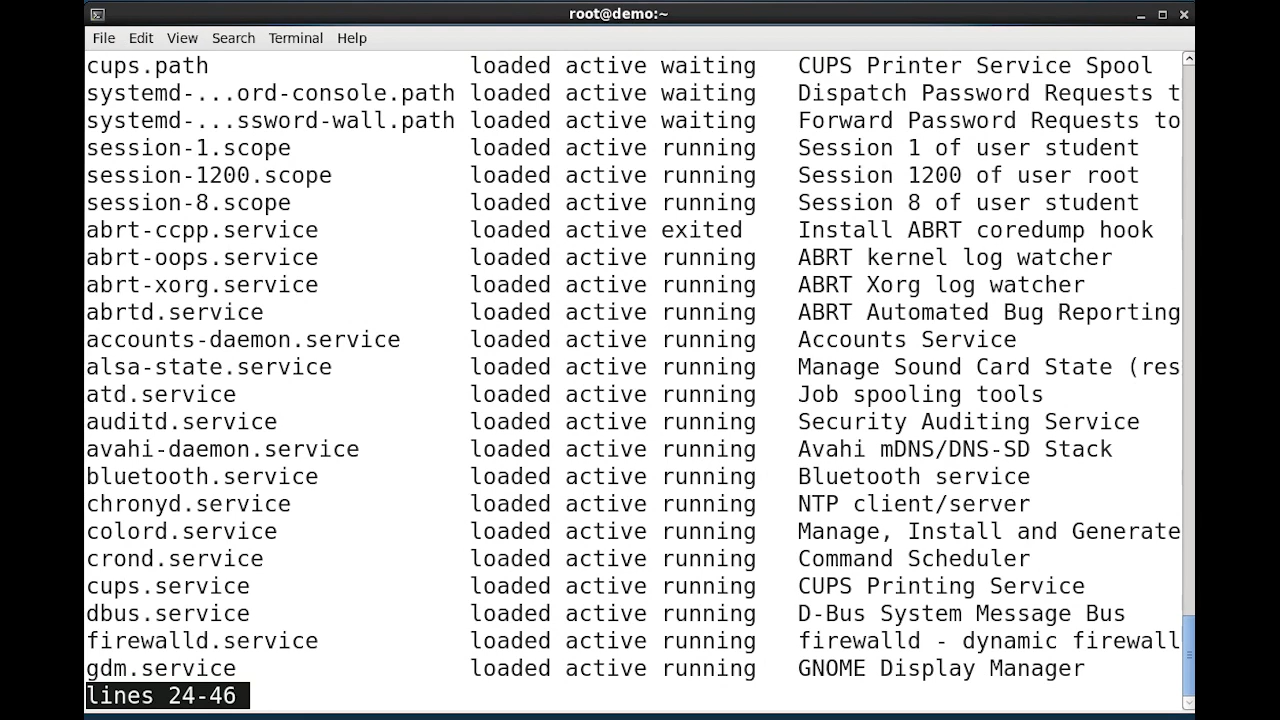 root@demo:~
File Edit View Search Terminal Help
cups.path loaded active waiting CUPS Printer Service Spool
systemd-...ord-console.path loaded active waiting Dispatch Password Requests t
systemd-...ssword-wall.path loaded active waiting Forward Password Requests to
session-1.scope loaded active running Session 1 of user student
session-1200.scope loaded active running Session 1200 of user root
session-8.scope loaded active running Session 8 of user student
abrt-ccpp.service loaded active exited Install ABRT coredump hook
abrt-oops.service loaded active running ABRT kernel log watcher
abrt-xorg.service loaded active running ABRT Xorg log watcher
abrtd.service loaded active running ABRT Automated Bug Reporting
accounts-daemon.service loaded active running Accounts Service
alsa-state.service loaded active running Manage Sound Card State (res
atd.service loaded active running Job spooling tools
auditd.service loaded active running Security Auditing Service
avahi-daemon.service loaded active running Avahi mDNS/DNS-SD Stack
bluetooth.service loaded active running Bluetooth service
chronyd.service loaded active running NTP client/server
colord.service loaded active running Manage, Install and Generate
crond.service loaded active running Command Scheduler
cups.service loaded active running CUPS Printing Service
dbus.service loaded active running D-Bus System Message Bus
firewalld.service loaded active running firewalld - dynamic firewall
gdm.service loaded active running GNOME Display Manager
lines 24-46